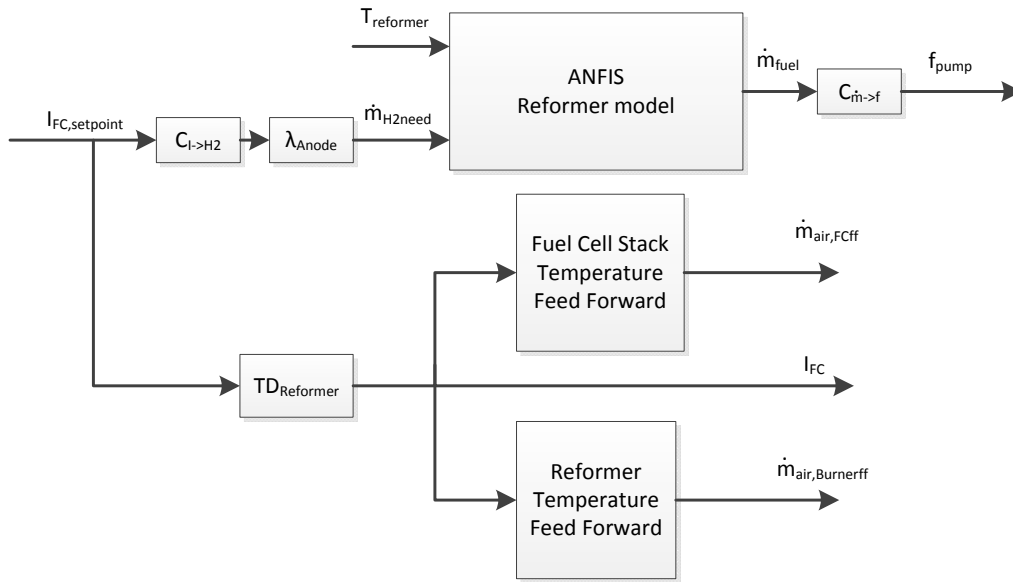 T_reformer
ANFIS
Reformer model
ṁ_fuel
C_ṁ->f
f_pump
I_FC,setpoint
C_I->H2
λ_Anode
ṁ_H2need
Fuel Cell Stack
Temperature
Feed Forward
ṁ_air,FCff
TD_Reformer
I_FC
Reformer
Temperature
Feed Forward
ṁ_air,Burnerff